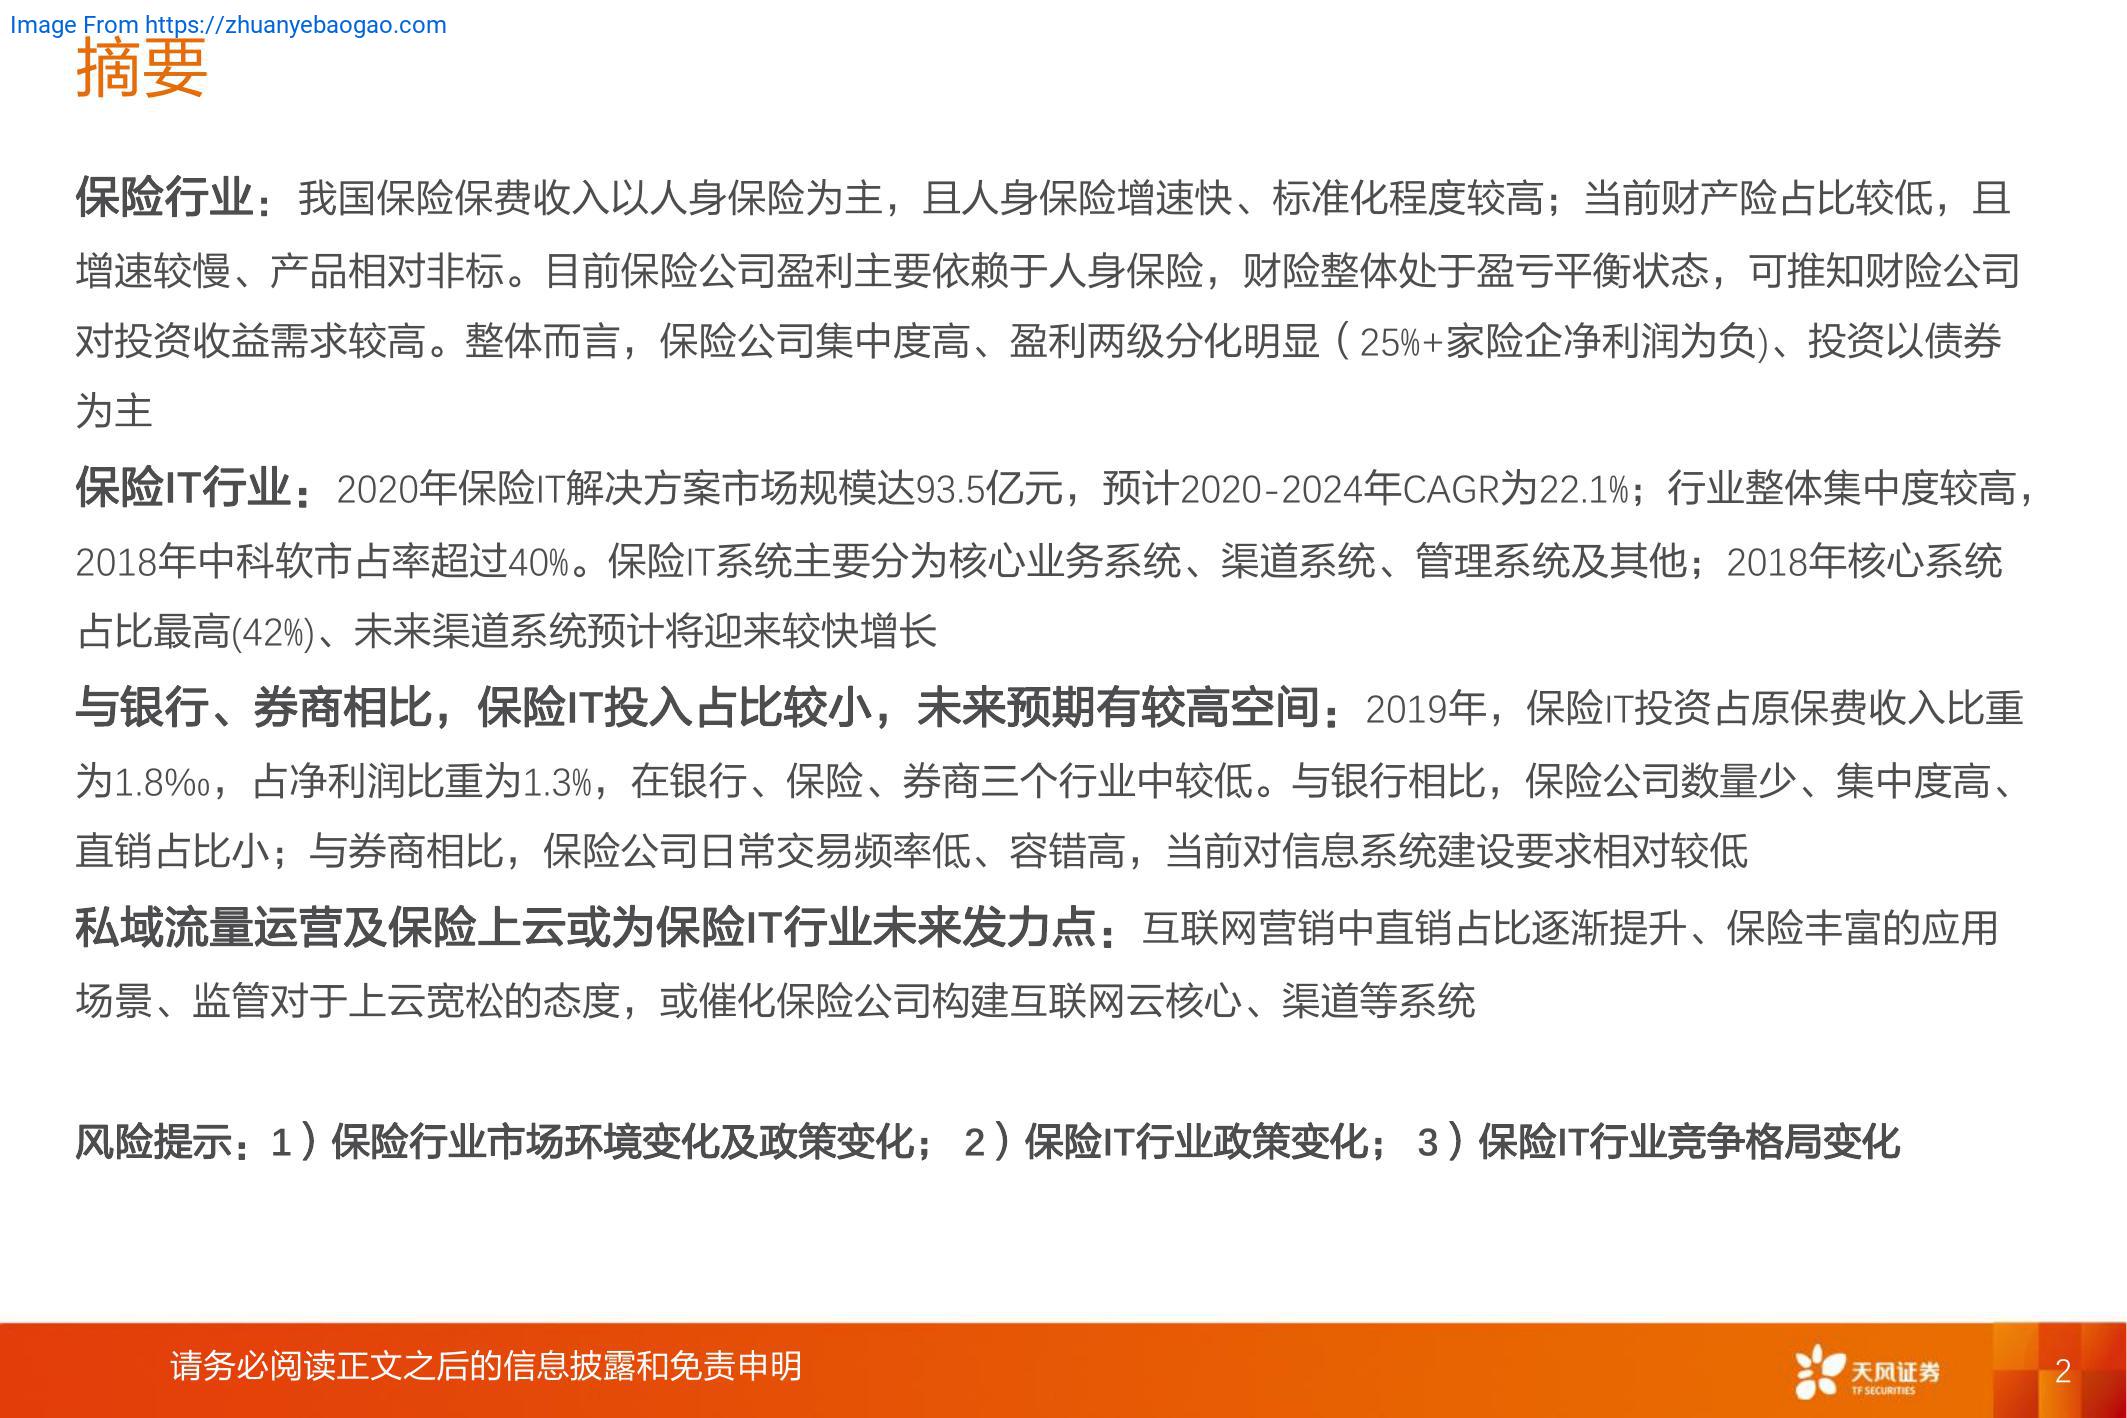 Image From https://zhuanyebaogao.com
摘要
保险行业：我国保险保费收入以人身保险为主，且人身保险增速快、标准化程度较高；当前财产险占比较低，且
增速较慢、产品相对非标。目前保险公司盈利主要依赖于人身保险，财险整体处于盈亏平衡状态，可推知财险公司
对投资收益需求较高。整体而言，保险公司集中度高、盈利两级分化明显（25%+家险企净利润为负)、投资以债券
为主
保险IT行业：2020年保险IT解决方案市场规模达93.5亿元，预计2020-2024年CAGR为22.1%；行业整体集中度较高，
2018年中科软市占率超过40%。保险IT系统主要分为核心业务系统、渠道系统、管理系统及其他；2018年核心系统
占比最高(42%)、未来渠道系统预计将迎来较快增长
与银行、券商相比，保险IT投入占比较小，未来预期有较高空间：2019年，保险IT投资占原保费收入比重
为1.8‰，占净利润比重为1.3%，在银行、保险、券商三个行业中较低。与银行相比，保险公司数量少、集中度高、
直销占比小；与券商相比，保险公司日常交易频率低、容错高，当前对信息系统建设要求相对较低
私域流量运营及保险上云或为保险IT行业未来发力点：互联网营销中直销占比逐渐提升、保险丰富的应用
场景、监管对于上云宽松的态度，或催化保险公司构建互联网云核心、渠道等系统
风险提示：1）保险行业市场环境变化及政策变化； 2）保险IT行业政策变化； 3）保险IT行业竞争格局变化
请务必阅读正文之后的信息披露和免责申明
天风证券
TF SECURITIES
2